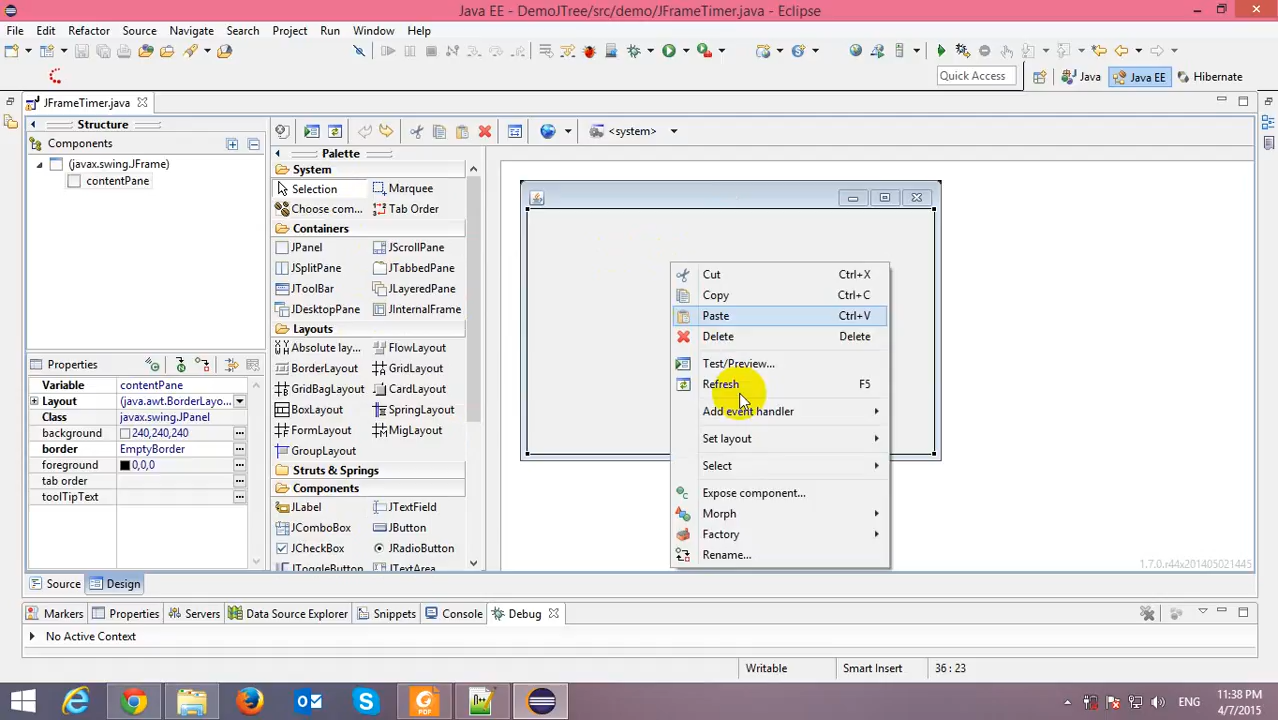 Java EE - DemoJTree/src/demo/JFrameTimer.java - Eclipse
File Edit Refactor Source Navigate Search Project Run Window Help
Quick Access
Java
Java EE
Hibernate
JFrameTimer.java
Structure
Components
(javax.swing.JFrame)
contentPane
Properties
Variable contentPane
Layout (java.awt.BorderLayo...
Class javax.swing.JPanel
background 240,240,240
border EmptyBorder
foreground 0,0,0
tab order
toolTipText
<system>
Palette
System
Selection Marquee
Choose com... Tab Order
Containers
JPanel JScrollPane
JSplitPane JTabbedPane
JToolBar JLayeredPane
JDesktopPane JInternalFrame
Layouts
Absolute lay... FlowLayout
BorderLayout GridLayout
GridBagLayout CardLayout
BoxLayout SpringLayout
FormLayout MigLayout
GroupLayout
Struts & Springs
Components
JLabel JTextField
JComboBox JButton
JCheckBox JRadioButton
JToggleButton JTextArea
Cut Ctrl+X
Copy Ctrl+C
Paste Ctrl+V
Delete Delete
Test/Preview...
Refresh F5
Add event handler
Set layout
Select
Expose component...
Morph
Factory
Rename...
1.7.0.r44x201405021445
Source Design
Markers Properties Servers Data Source Explorer Snippets Console Debug
No Active Context
Writable Smart Insert 36 : 23
PDF
ENG
11:38 PM
4/7/2015